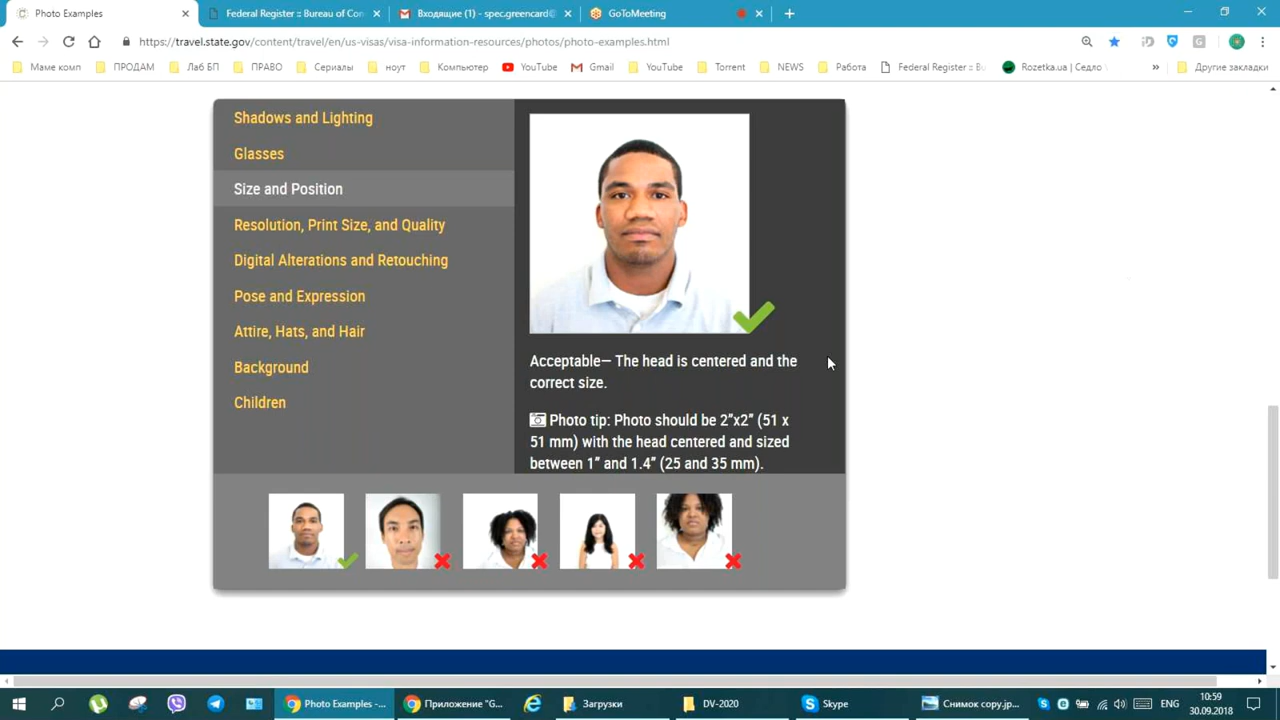 Photo Examples
Federal Register :: Bureau of Con
Входящие (1) - spec.greencard@
GoToMeeting
https://travel.state.gov/content/travel/en/us-visas/visa-information-resources/photos/photo-examples.html
Маме комп
ПРОДАМ
Лаб БП
ПРАВО
Сериалы
ноут
Компьютер
YouTube
Gmail
YouTube
Torrent
NEWS
Работа
Federal Register :: Bu
Rozetka.ua | Седло
»
Другие закладки
Shadows and Lighting
Glasses
Size and Position
Resolution, Print Size, and Quality
Digital Alterations and Retouching
Pose and Expression
Attire, Hats, and Hair
Background
Children
Acceptable— The head is centered and the
correct size.
Photo tip: Photo should be 2”x2” (51 x
51 mm) with the head centered and sized
between 1” and 1.4” (25 and 35 mm).
Photo Examples -...
Приложение "G...
Загрузки
DV-2020
Skype
Снимок copy.jp...
ENG
10:59
30.09.2018